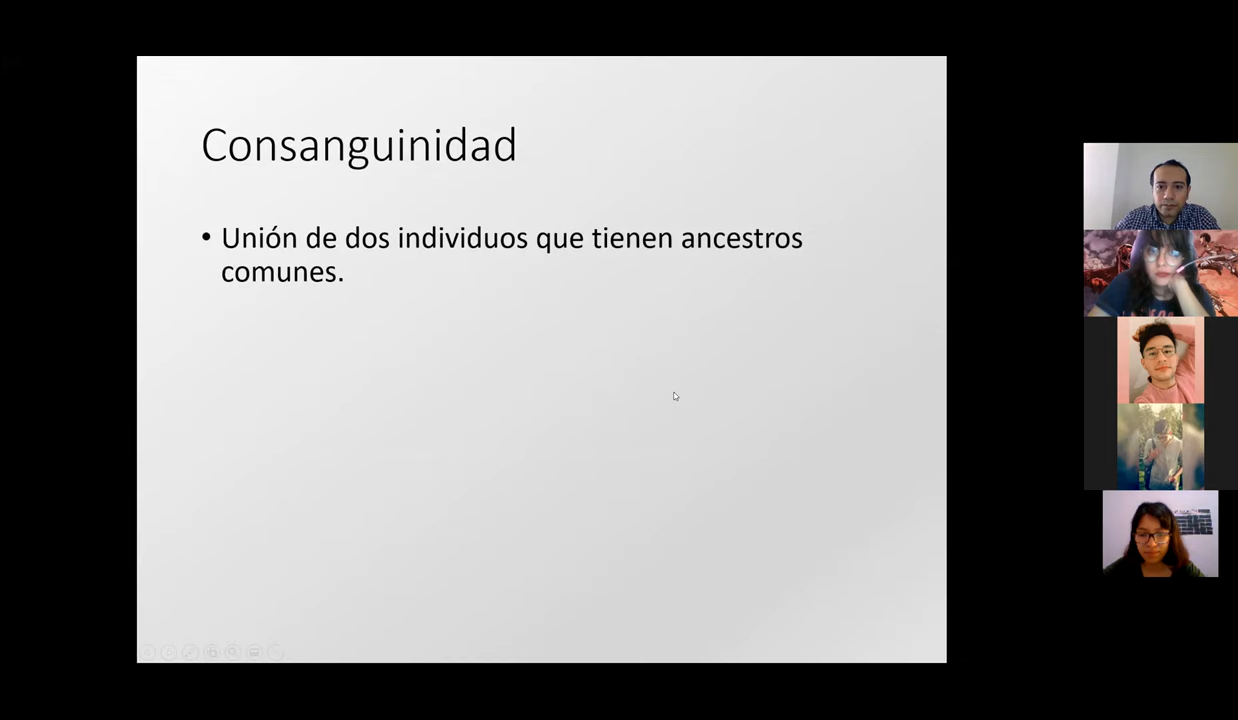 Consanguinidad
• Unión de dos individuos que tienen ancestros
comunes.